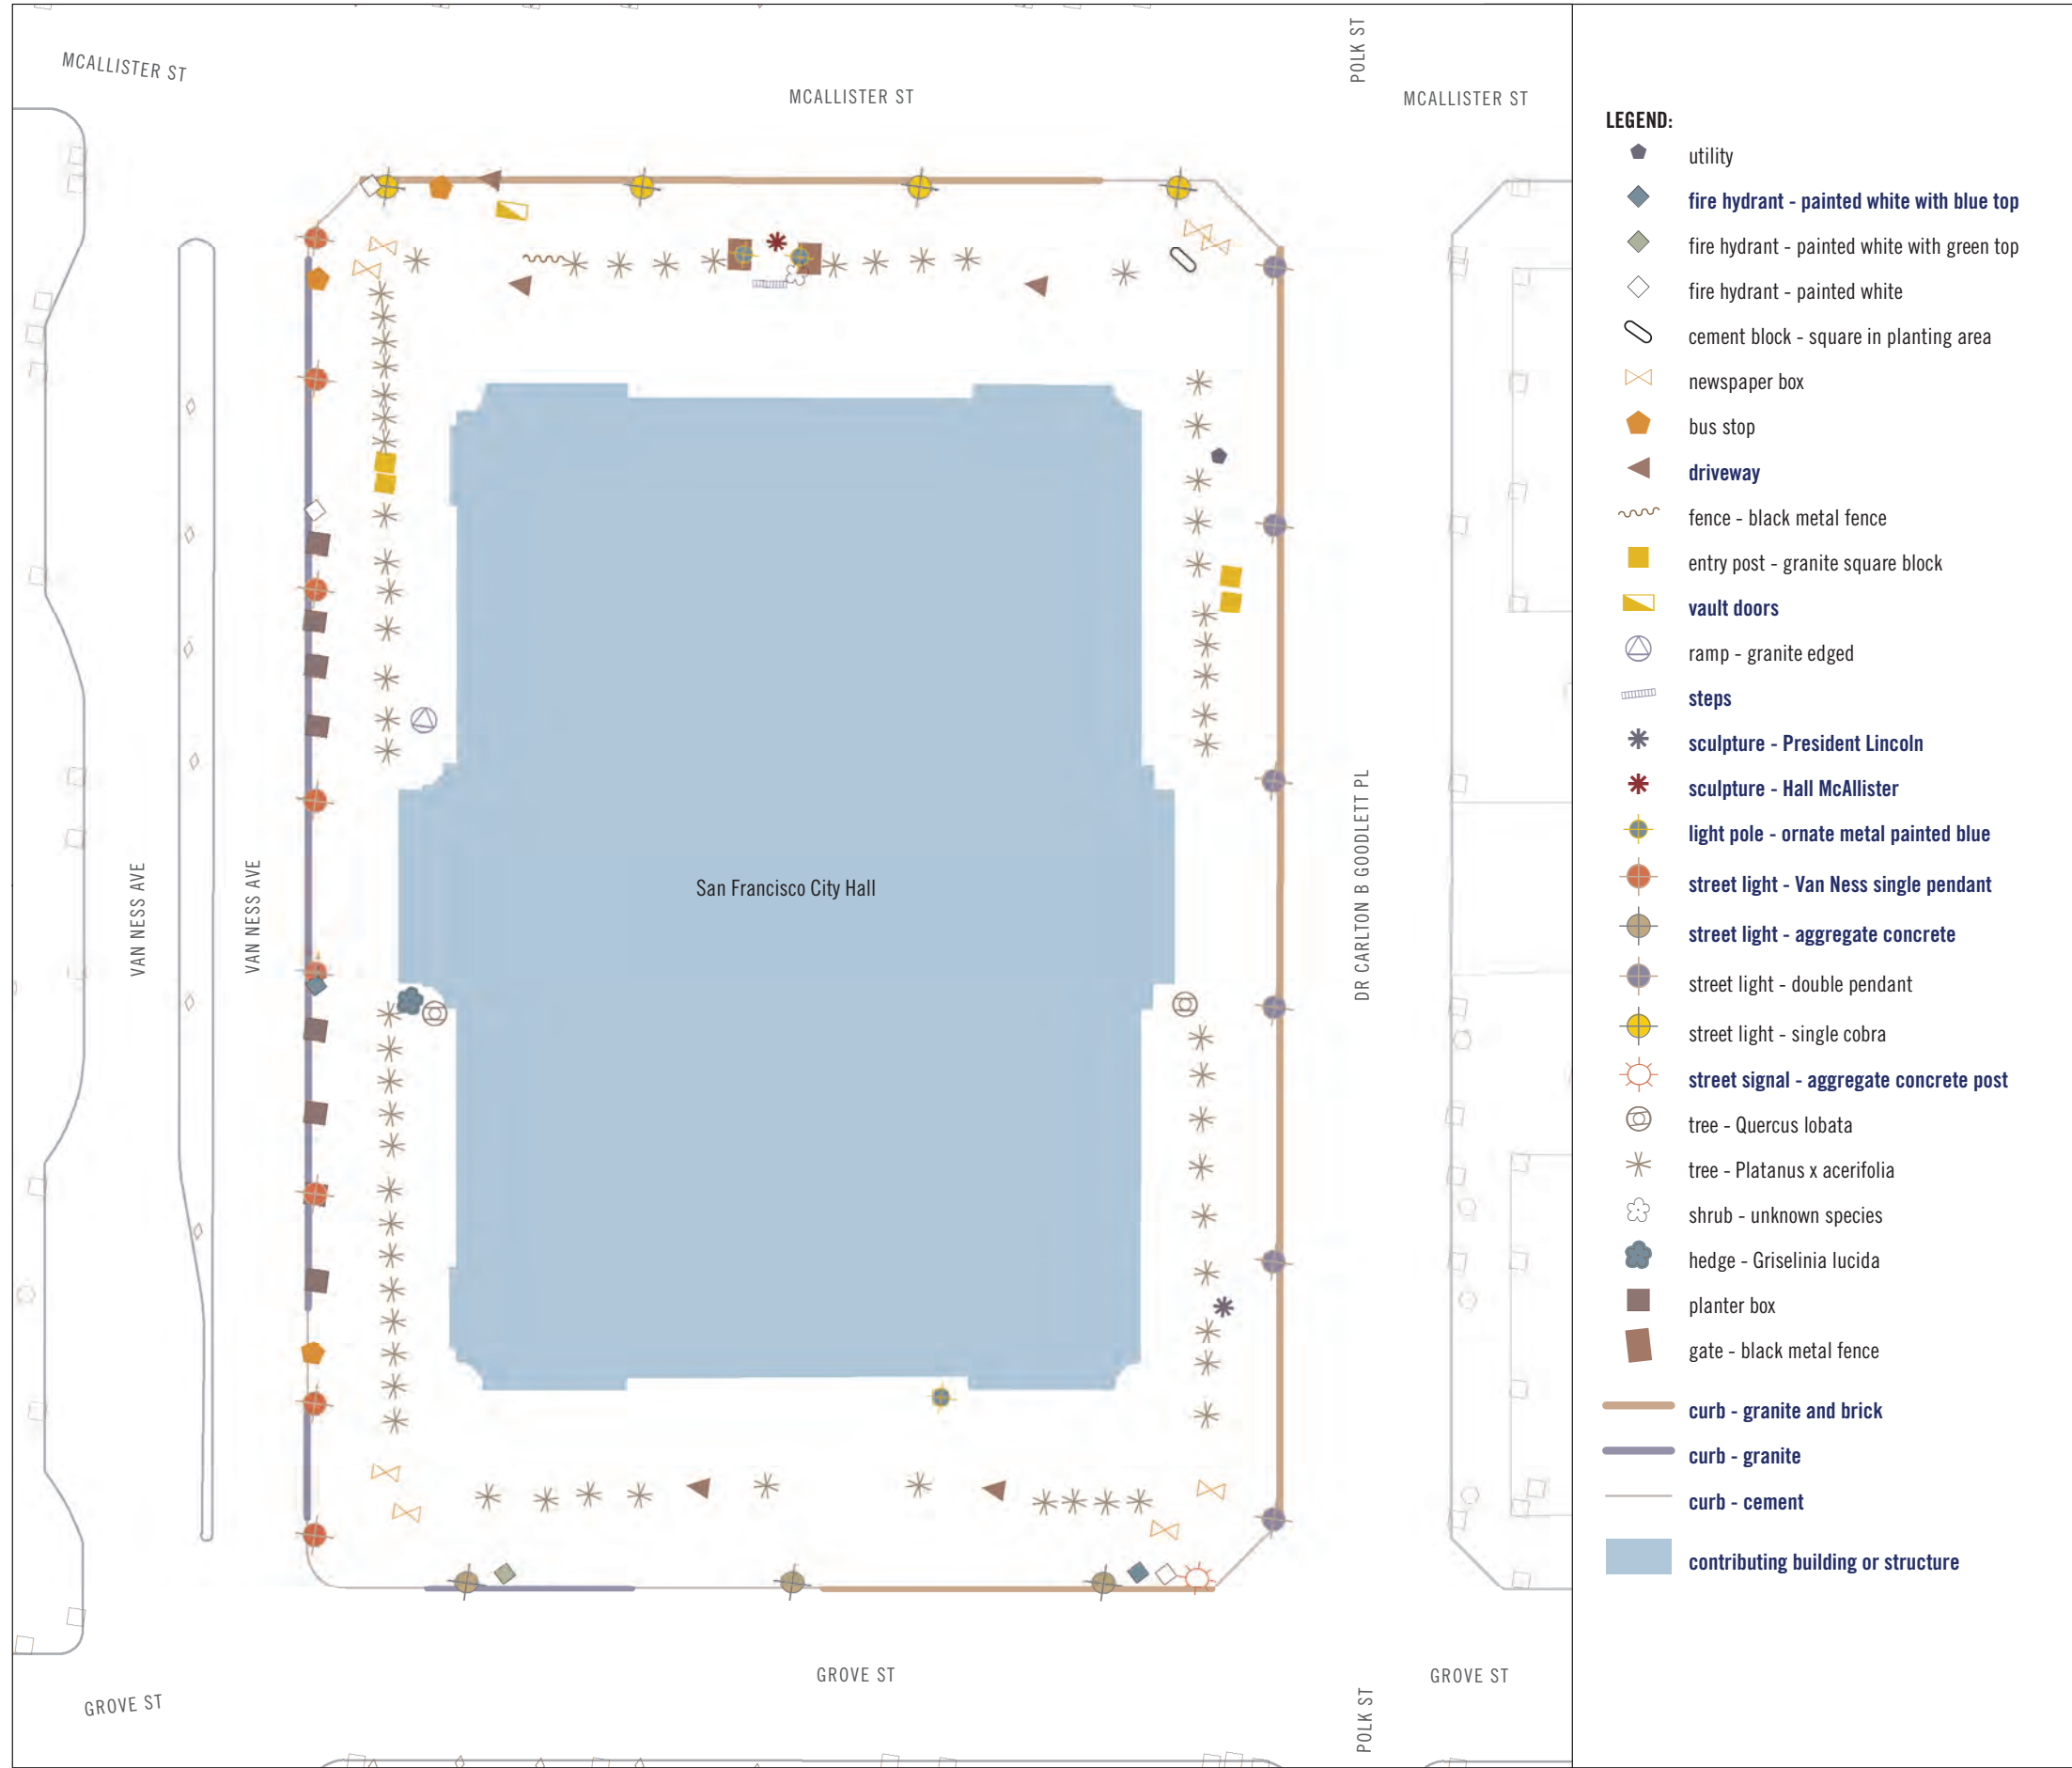 MCALLISTER ST
MCALLISTER ST
POLK ST
MCALLISTER ST
VAN NESS AVE
VAN NESS AVE
San Francisco City Hall
DR CARLTON B GOODLETT PL
GROVE ST
GROVE ST
POLK ST
GROVE ST
LEGEND:
utility
fire hydrant - painted white with blue top
fire hydrant - painted white with green top
fire hydrant - painted white
cement block - square in planting area
newspaper box
bus stop
driveway
fence - black metal fence
entry post - granite square block
vault doors
ramp - granite edged
steps
sculpture - President Lincoln
sculpture - Hall McAllister
light pole - ornate metal painted blue
street light - Van Ness single pendant
street light - aggregate concrete
street light - double pendant
street light - single cobra
street signal - aggregate concrete post
tree - Quercus lobata
tree - Platanus x acerifolia
shrub - unknown species
hedge - Griselinia lucida
planter box
gate - black metal fence
curb - granite and brick
curb - granite
curb - cement
contributing building or structure